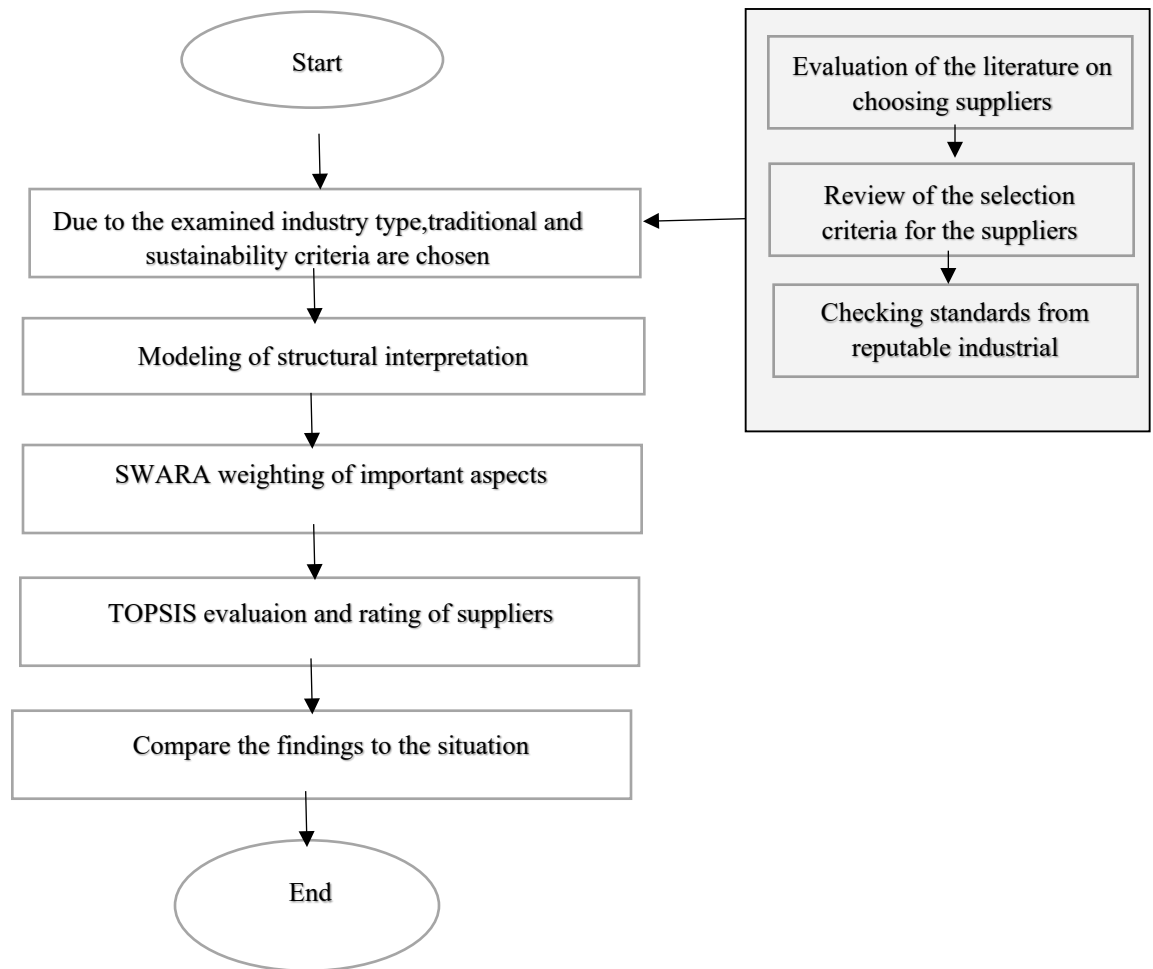 Start
Due to the examined industry type,traditional and
sustainability criteria are chosen
Modeling of structural interpretation
SWARA weighting of important aspects
TOPSIS evaluaion and rating of suppliers
Compare the findings to the situation
End
Evaluation of the literature on
choosing suppliers
Review of the selection
criteria for the suppliers
Checking standards from
reputable industrial